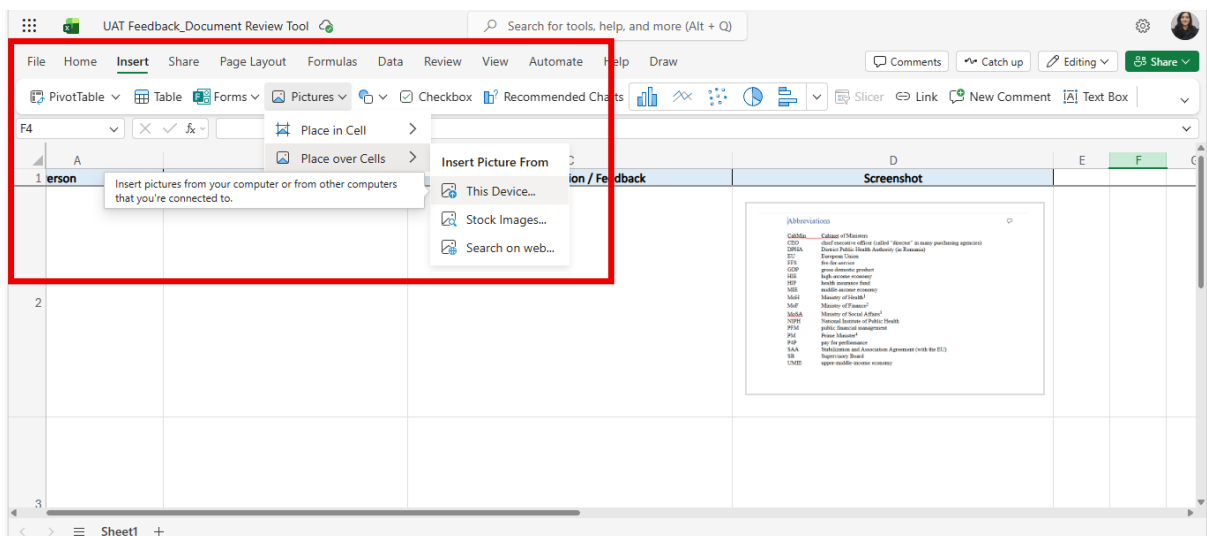 UAT Feedback_Document Review Tool
Search for tools, help, and more (Alt + Q)
File Home Insert Share Page Layout Formulas Data Review View Automate Help Draw
Comments Catch up Editing Share
PivotTable Table Forms Pictures Checkbox Recommended Charts Slicer Link New Comment Text Box
F4 fx
Place in Cell
Place over Cells
Insert Picture From
This Device...
Stock Images...
Search on web...
Insert pictures from your computer or from other computers
that you're connected to.
A C D E F G
1 erson ion / Feedback Screenshot
2
Abbreviations
CabMin Cabinet of Ministers
CEO chief executive officer (called "director" in many purchasing agencies)
DPHA District Public Health Authority (in Romania)
EU European Union
FFS fee-for-service
GDP gross domestic product
HIE high-income economy
HIF health insurance fund
MIE middle-income economy
MoH Ministry of Health1
MoF Ministry of Finance2
MoSA Ministry of Social Affairs3
NIPH National Institute of Public Health
PFM public financial management
PM Prime Minister4
P4P pay for performance
SAA Stabilization and Association Agreement (with the EU)
SB Supervisory Board
UMIE upper-middle-income economy
3
Sheet1